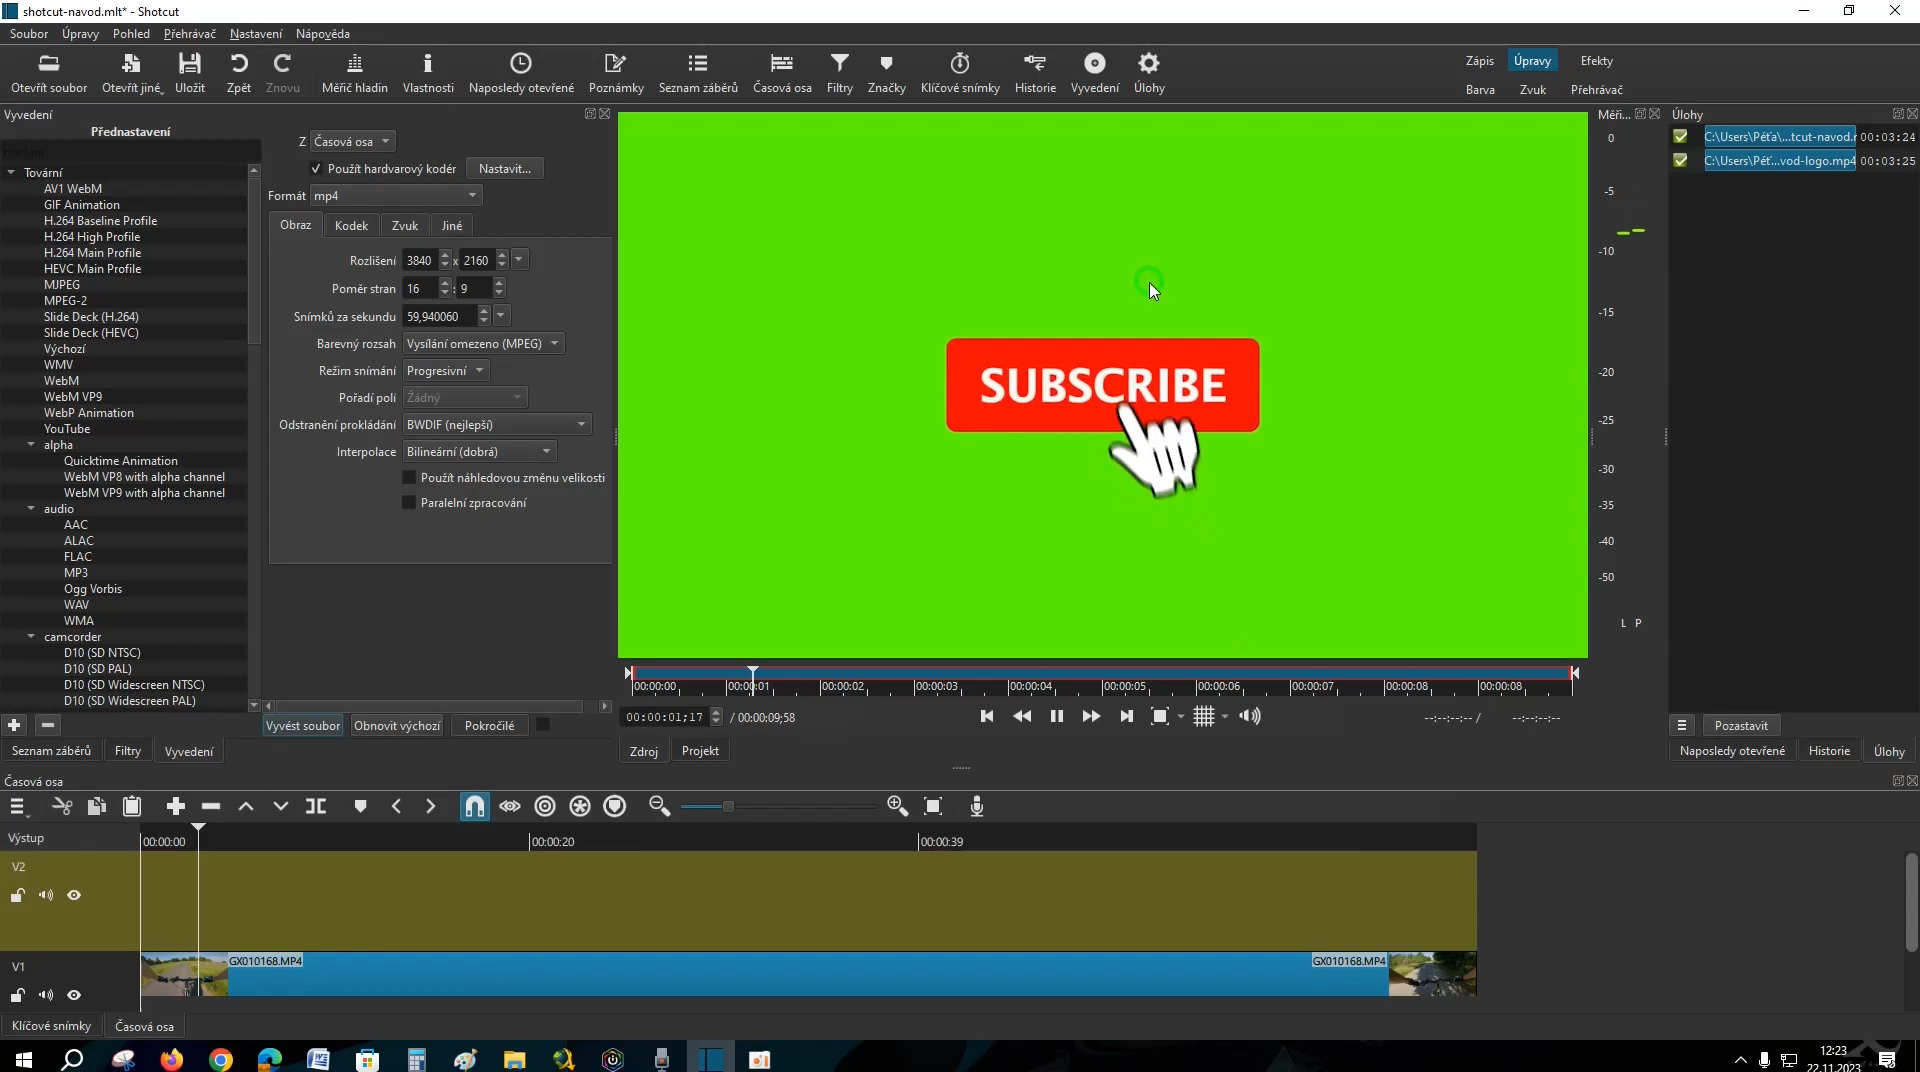 shotcut-navod.mlt* - Shotcut
Soubor Úpravy Pohled Přehrávač Nastavení Nápověda
Otevřít soubor Otevřít jiné Uložit Zpět Znovu Měřič hladin Vlastnosti Naposledy otevřené Poznámky Seznam záběrů Časová osa Filtry Značky Klíčové snímky Historie Vyvedení Úlohy
Zápis Úpravy Efekty
Barva Zvuk Přehrávač
Vyvedení
Přednastavení
Tovární
AV1 WebM
GIF Animation
H.264 Baseline Profile
H.264 High Profile
H.264 Main Profile
HEVC Main Profile
MJPEG
MPEG-2
Slide Deck (H.264)
Slide Deck (HEVC)
Výchozí
WMV
WebM
WebM VP9
WebP Animation
YouTube
alpha
Quicktime Animation
WebM VP8 with alpha channel
WebM VP9 with alpha channel
audio
AAC
ALAC
FLAC
MP3
Ogg Vorbis
WAV
WMA
camcorder
D10 (SD NTSC)
D10 (SD PAL)
D10 (SD Widescreen NTSC)
D10 (SD Widescreen PAL)
Z Časová osa
Použít hardwarový kodér Nastavit...
Formát mp4
Obraz Kodek Zvuk Jiné
Rozlišení 3840 x 2160
Poměr stran 16 : 9
Snímků za sekundu 59,940060
Barevný rozsah Vysílání omezeno (MPEG)
Režim snímání Progresivní
Pořadí polí Žádný
Odstranění prokládání BWDIF (nejlepší)
Interpolace Bilineární (dobrá)
Použít náhledovou změnu velikosti
Paralelní zpracování
Vyvést soubor Obnovit výchozí Pokročilé
Seznam záběrů Filtry Vyvedení
SUBSCRIBE
00:00:00 00:00:01 00:00:02 00:00:03 00:00:04 00:00:05 00:00:06 00:00:07 00:00:08 00:00:08
00:00:01;17 / 00:00:09;58
--:--:--:-- / --:--:--:--
Zdroj Projekt
Měři...
0
-5
-10
-15
-20
-25
-30
-35
-40
-50
L P
Úlohy
C:\Users\Péťa\...tcut-navod.r 00:03:24
C:\Users\Péť...vod-logo.mp4 00:03:25
Pozastavit
Naposledy otevřené Historie Úlohy
Časová osa
Výstup
00:00:00 00:00:20 00:00:39
V2
V1
GX010168.MP4 GX010168.MP4
Klíčové snímky Časová osa
12:23
22.11.2023